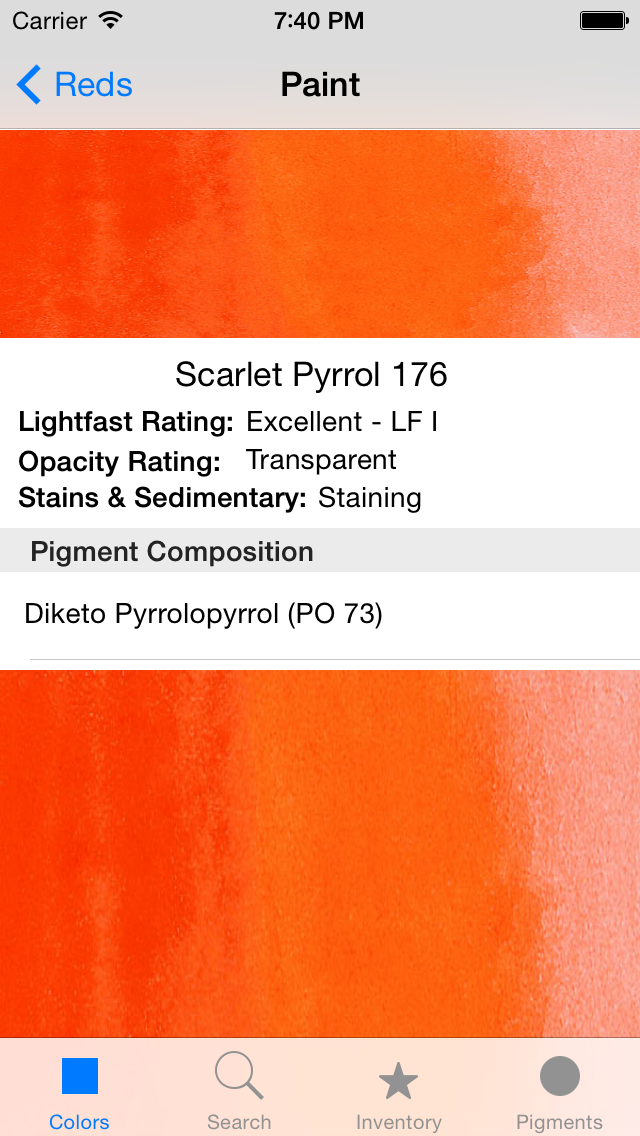 Carrier 7:40 PM
Reds Paint
Scarlet Pyrrol 176
Lightfast Rating: Excellent - LF I
Opacity Rating: Transparent
Stains & Sedimentary: Staining
Pigment Composition
Diketo Pyrrolopyrrol (PO 73)
Colors Search Inventory Pigments